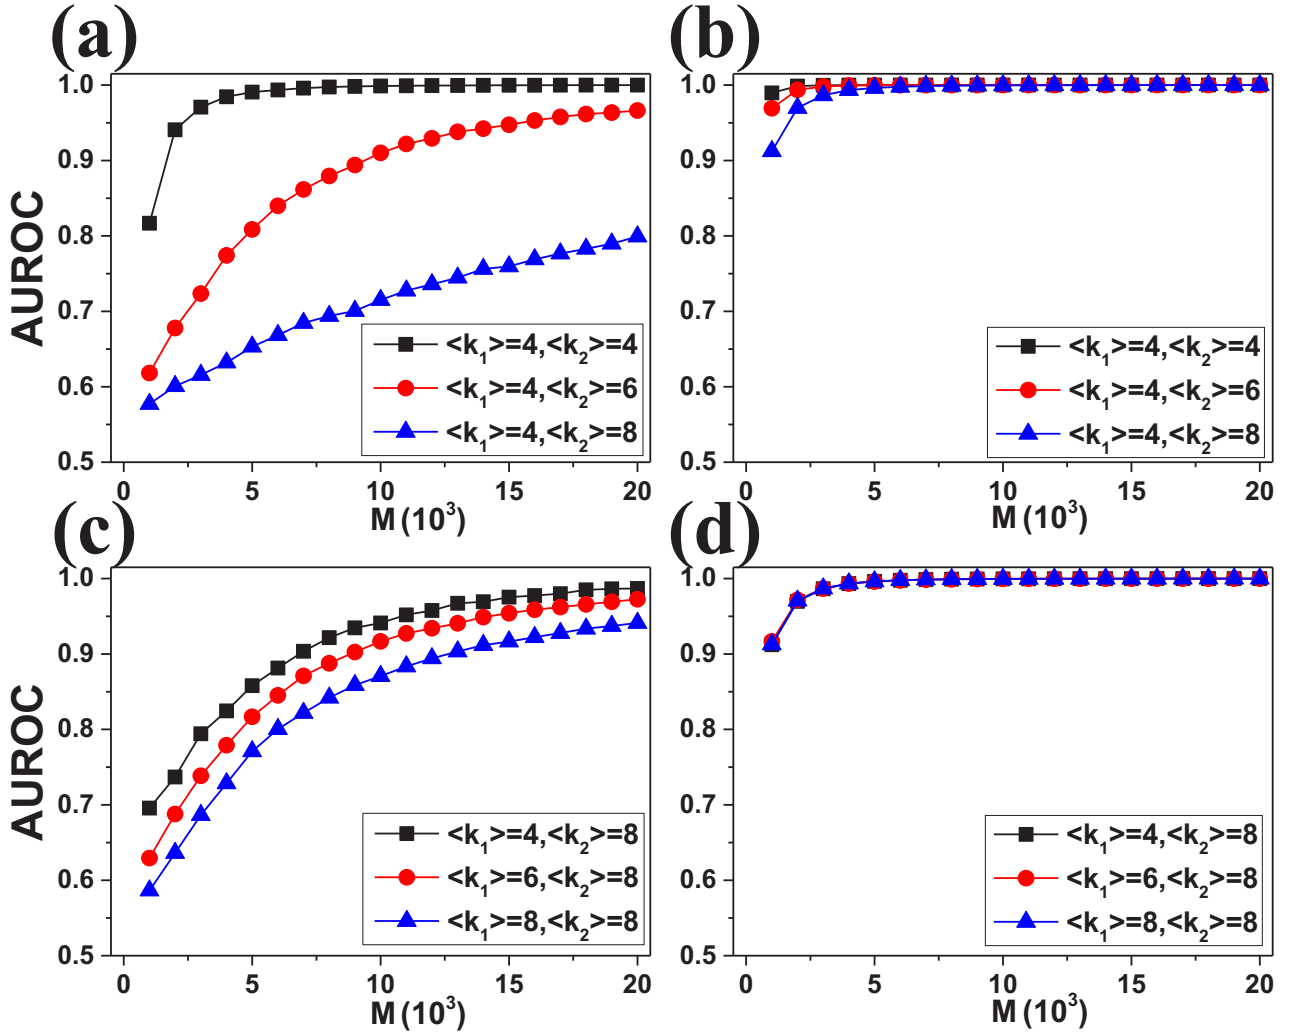 (a)
AUROC
1.0
0.9
0.8
0.7
0.6
0.5
<k1>=4,<k2>=4
<k1>=4,<k2>=6
<k1>=4,<k2>=8
0 5 10 15 20
M (10^3)
(b)
1.0
0.9
0.8
0.7
0.6
0.5
<k1>=4,<k2>=4
<k1>=4,<k2>=6
<k1>=4,<k2>=8
0 5 10 15 20
M (10^3)
(c)
AUROC
1.0
0.9
0.8
0.7
0.6
0.5
<k1>=4,<k2>=8
<k1>=6,<k2>=8
<k1>=8,<k2>=8
0 5 10 15 20
M (10^3)
(d)
1.0
0.9
0.8
0.7
0.6
0.5
<k1>=4,<k2>=8
<k1>=6,<k2>=8
<k1>=8,<k2>=8
0 5 10 15 20
M (10^3)